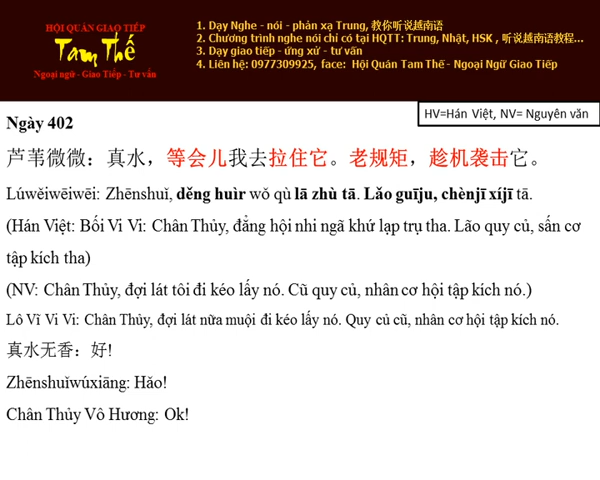 HỘI QUÁN GIAO TIẾP
Tam Thế
Ngoại ngữ - Giao Tiếp - Tư vấn
1. Dạy Nghe - nói - phản xạ Trung, 教你听说越南语
2. Chương trình nghe nói chỉ có tại HQTT: Trung, Nhật, HSK , 听说越南语教程...
3. Dạy giao tiếp - ứng xử - tư vấn
4. Liên hệ: 0977309925, face: Hội Quán Tam Thế - Ngoại Ngữ Giao Tiếp
HV=Hán Việt, NV= Nguyên văn
Ngày 402
芦苇微微：真水，等会儿我去拉住它。老规矩，趁机袭击它。
Lúwěiwēiwēi: Zhēnshuǐ, děng huìr wǒ qù lā zhù tā. Lǎo guīju, chènjī xíjī tā.
(Hán Việt: Bối Vi Vi: Chân Thủy, đẳng hội nhi ngã khứ lạp trụ tha. Lão quy củ, sấn cơ
tập kích tha)
(NV: Chân Thủy, đợi lát tôi đi kéo lấy nó. Cũ quy củ, nhân cơ hội tập kích nó.)
Lô Vĩ Vi Vi: Chân Thủy, đợi lát nữa muội đi kéo lấy nó. Quy củ cũ, nhân cơ hội tập kích nó.
真水无香：好!
Zhēnshuǐwúxiāng: Hǎo!
Chân Thủy Vô Hương: Ok!